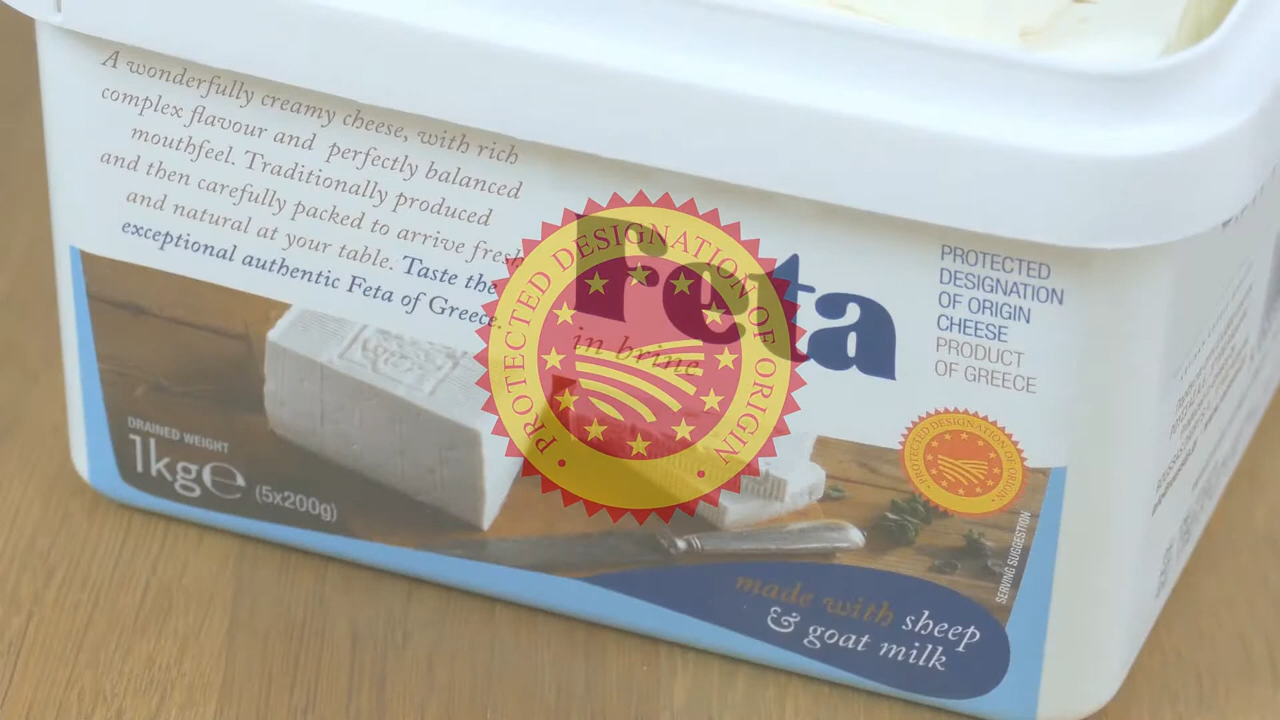 A wonderfully creamy cheese, with rich
complex flavour and perfectly balanced
mouthfeel. Traditionally produced
and then carefully packed to arrive fresh
and natural at your table. Taste the
exceptional authentic Feta of Greece.
Feta
in brine
PROTECTED DESIGNATION OF ORIGIN
PROTECTED
DESIGNATION
OF ORIGIN
CHEESE
PRODUCT
OF GREECE
PROTECTED DESIGNATION OF ORIGIN
DRAINED WEIGHT
1kg℮ (5x200g)
SERVING SUGGESTION
made with sheep
& goat milk